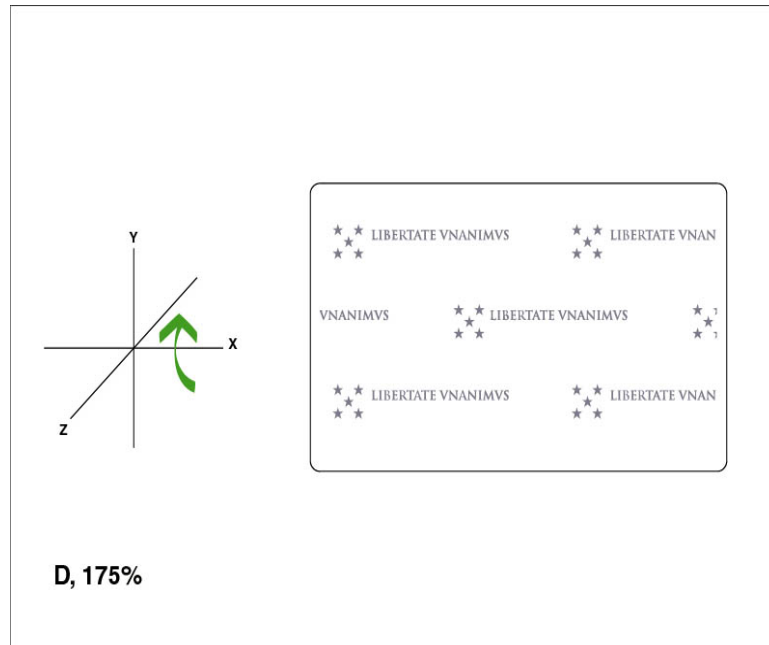 Y
X
Z
LIBERTATE VNANIMVS LIBERTATE VNAN
VNANIMVS LIBERTATE VNANIMVS
LIBERTATE VNANIMVS LIBERTATE VNAN
D, 175%